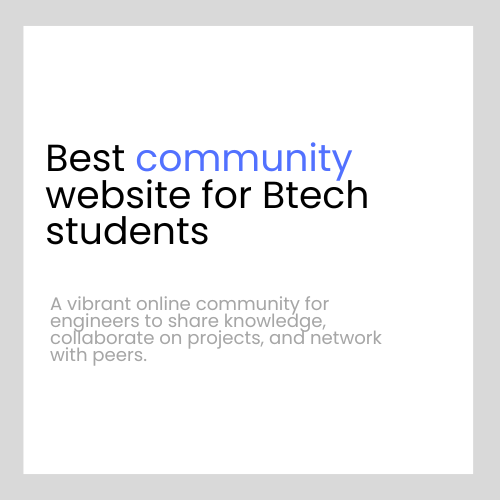 Best community
website for Btech
students
A vibrant online community for
engineers to share knowledge,
collaborate on projects, and network
with peers.